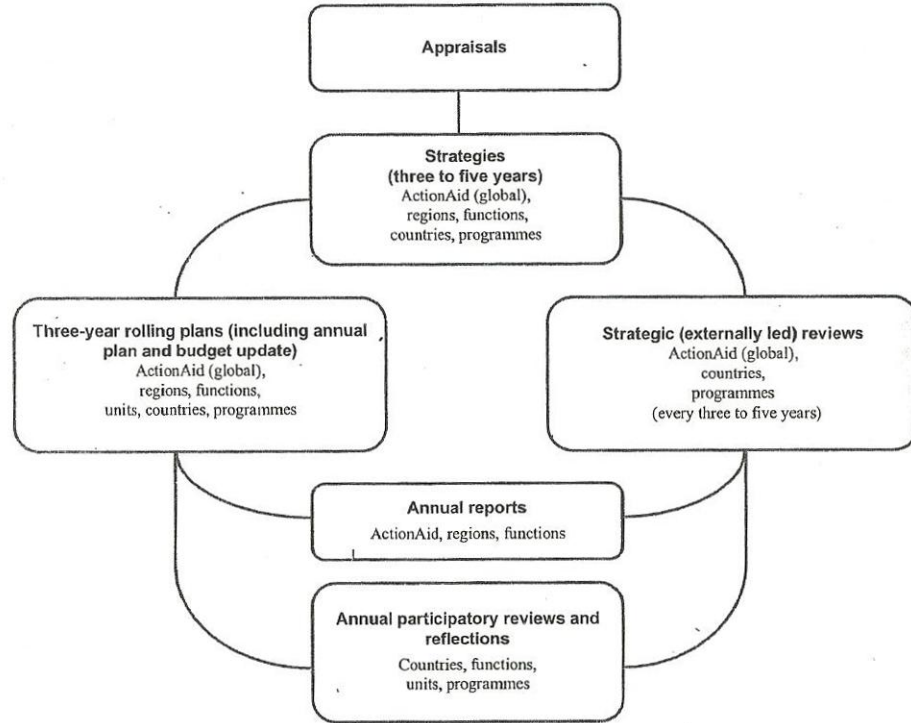 Appraisals
Strategies
(three to five years)
ActionAid (global),
regions, functions,
countries, programmes
Three-year rolling plans (including annual
plan and budget update)
ActionAid (global),
regions, functions,
units, countries, programmes
Strategic (externally led) reviews
ActionAid (global),
countries,
programmes
(every three to five years)
Annual reports
ActionAid, regions, functions
Annual participatory reviews and
reflections
Countries, functions,
units, programmes